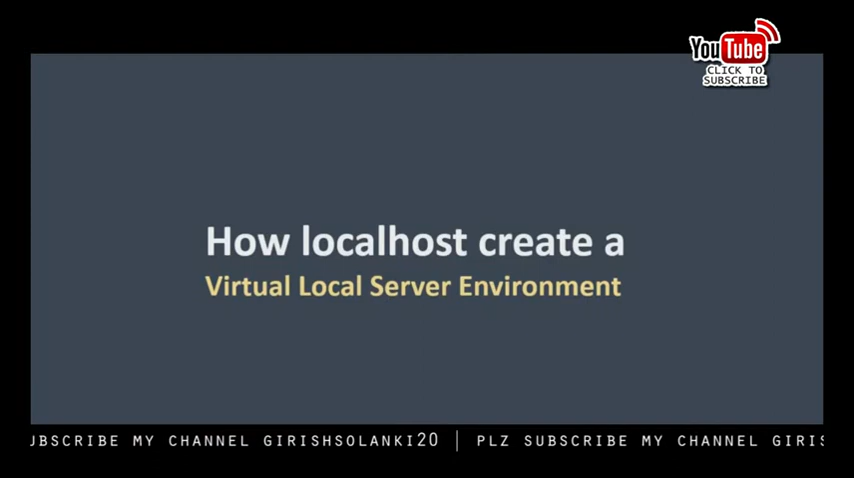 YouTube
CLICK TO
SUBSCRIBE
How localhost create a
Virtual Local Server Environment
UBSCRIBE MY CHANNEL GIRISHSOLANKI20 | PLZ SUBSCRIBE MY CHANNEL GIRIS